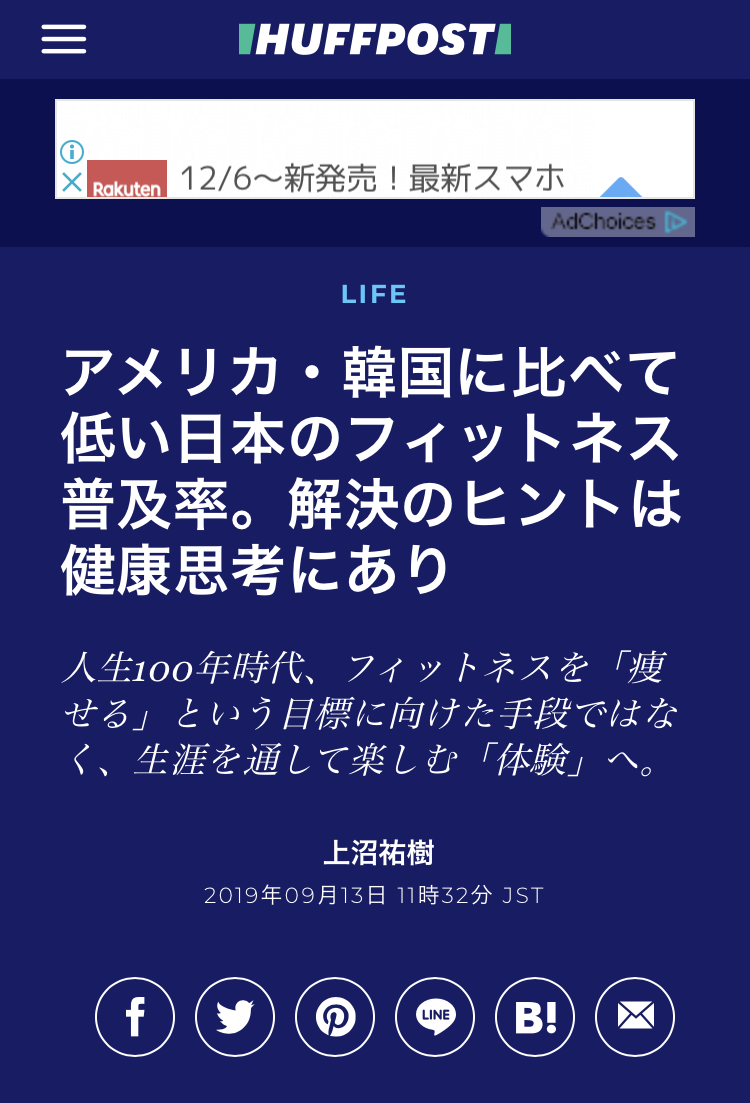 HUFFPOST
12/6〜新発売！最新スマホ
Rakuten
AdChoices
LIFE
アメリカ・韓国に比べて
低い日本のフィットネス
普及率。解決のヒントは
健康思考にあり
人生100年時代、フィットネスを「痩
せる」という目標に向けた手段ではな
く、生涯を通して楽しむ「体験」へ。
上沼祐樹
2019年09月13日 11時32分 JST
LINE
B!